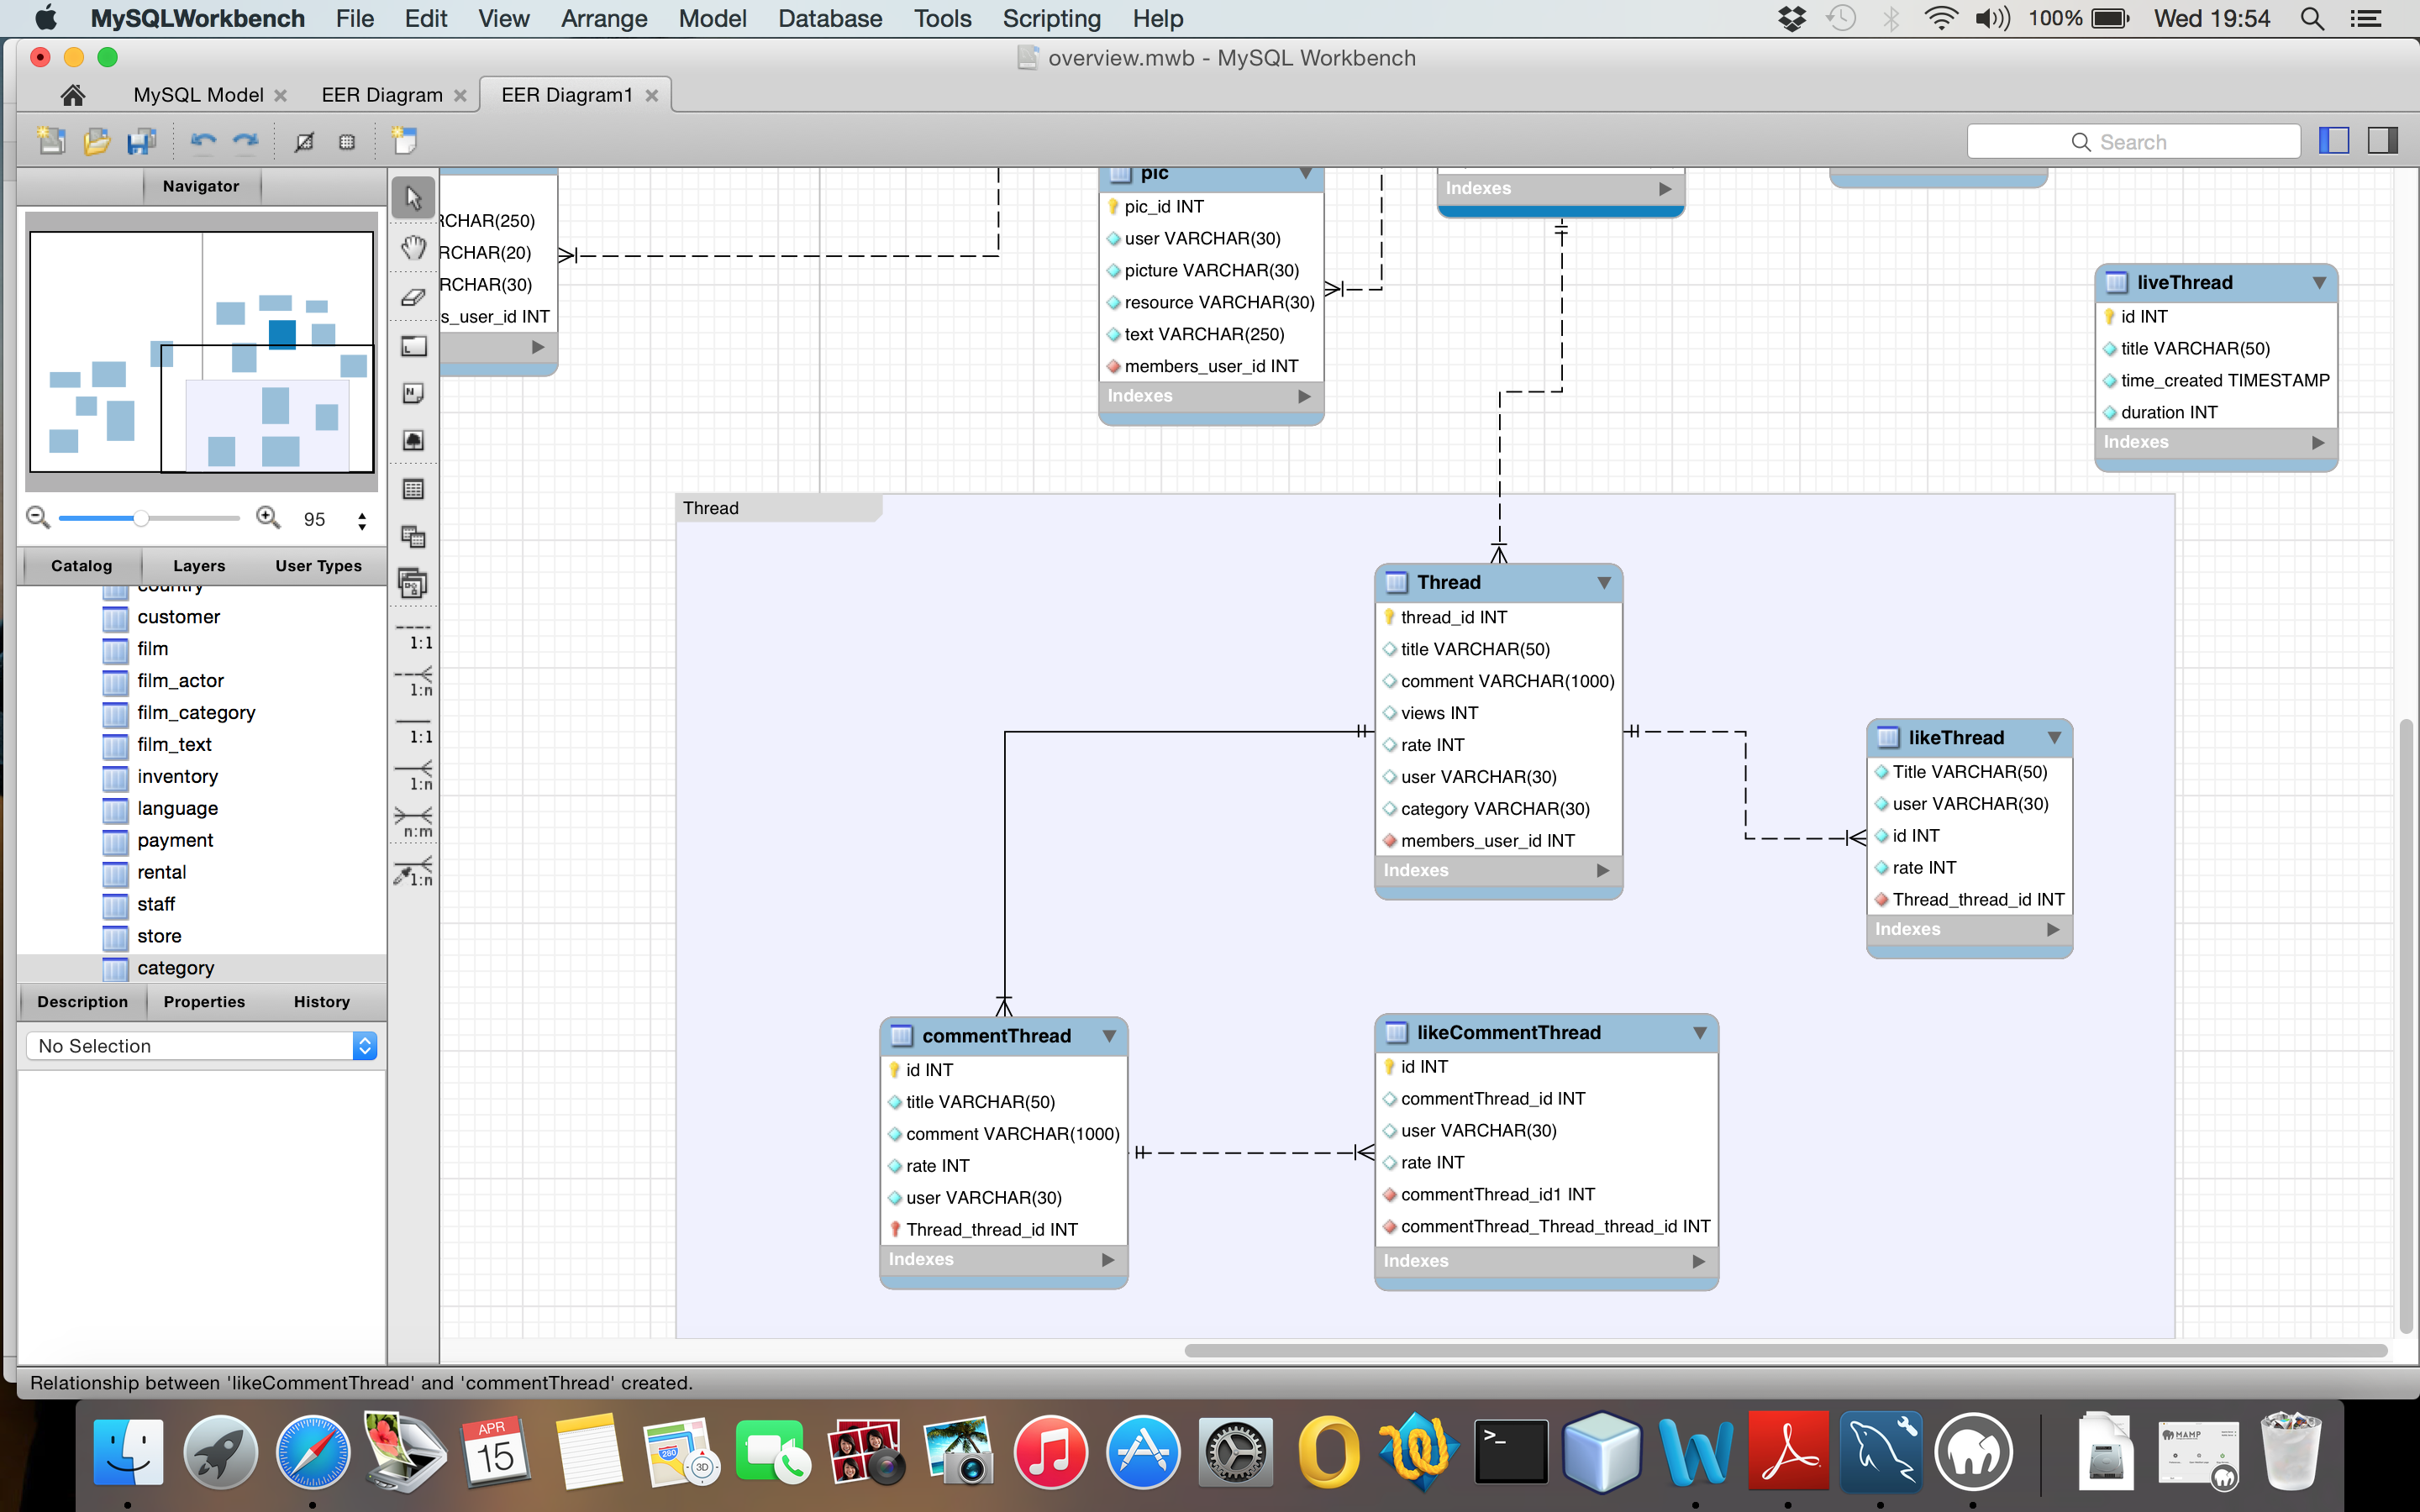 MySQLWorkbench File Edit View Arrange Model Database Tools Scripting Help 100% Wed 19:54
overview.mwb - MySQL Workbench
MySQL Model EER Diagram EER Diagram1
Search
Navigator
95
Catalog Layers User Types
country
customer
film
film_actor
film_category
film_text
inventory
language
payment
rental
staff
store
category
Description Properties History
No Selection
1:1
1:n
1:1
1:n
n:m
1:n
RCHAR(250)
RCHAR(20)
RCHAR(30)
s_user_id INT
pic
pic_id INT
user VARCHAR(30)
picture VARCHAR(30)
resource VARCHAR(30)
text VARCHAR(250)
members_user_id INT
Indexes
Indexes
liveThread
id INT
title VARCHAR(50)
time_created TIMESTAMP
duration INT
Indexes
Thread
Thread
thread_id INT
title VARCHAR(50)
comment VARCHAR(1000)
views INT
rate INT
user VARCHAR(30)
category VARCHAR(30)
members_user_id INT
Indexes
likeThread
Title VARCHAR(50)
user VARCHAR(30)
id INT
rate INT
Thread_thread_id INT
Indexes
commentThread
id INT
title VARCHAR(50)
comment VARCHAR(1000)
rate INT
user VARCHAR(30)
Thread_thread_id INT
Indexes
likeCommentThread
id INT
commentThread_id INT
user VARCHAR(30)
rate INT
commentThread_id1 INT
commentThread_Thread_thread_id INT
Indexes
Relationship between 'likeCommentThread' and 'commentThread' created.
APR
15
280
3D
>_
MAMP